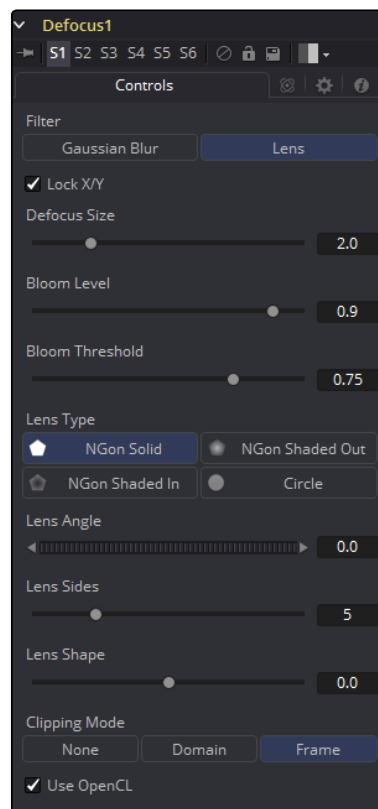 Defocus1
S1 S2 S3 S4 S5 S6
Controls
Filter
Gaussian Blur Lens
Lock X/Y
Defocus Size
2.0
Bloom Level
0.9
Bloom Threshold
0.75
Lens Type
NGon Solid NGon Shaded Out
NGon Shaded In Circle
Lens Angle
0.0
Lens Sides
5
Lens Shape
0.0
Clipping Mode
None Domain Frame
Use OpenCL